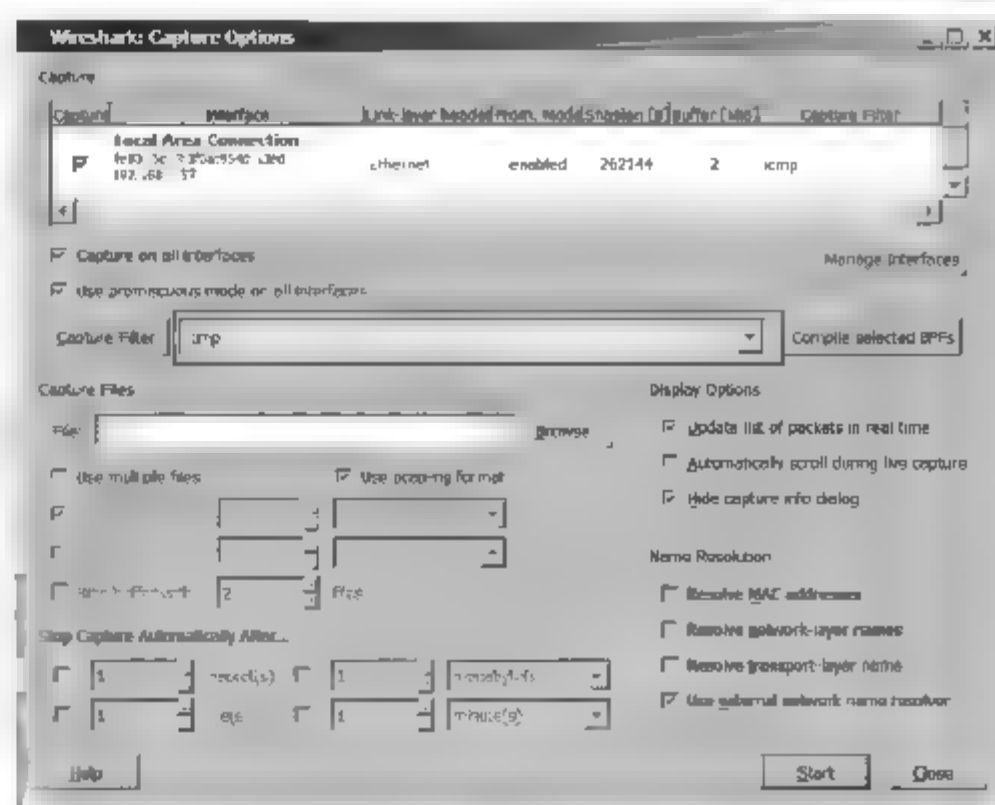 Wireshark: Capture Options
Capture
Capture Interface Link-layer header Prom. Mode Snaplen [B] Buffer [MB] Capture Filter
Local Area Connection
ethernet enabled 262144 2 icmp
Capture on all interfaces
Manage Interfaces
Use promiscuous mode on all interfaces
Capture Filter icmp Compile selected BPFs
Capture Files
Display Options
File: Browse
Update list of packets in real time
Use multiple files Use pcap-ng format
Automatically scroll during live capture
Hide capture info dialog
Name Resolution
2 files
Resolve MAC addresses
Stop Capture Automatically After...
Resolve network-layer names
1 packet(s) 1 megabyte(s)
Resolve transport-layer name
1 1 minute(s)
Use external network name resolver
Help Start Close